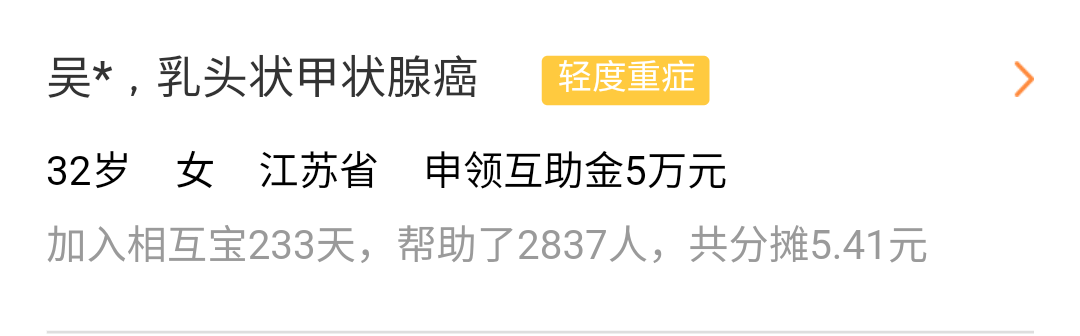 吴*，乳头状甲状腺癌 轻度重症
32岁 女 江苏省 申领互助金5万元
加入相互宝233天，帮助了2837人，共分摊5.41元